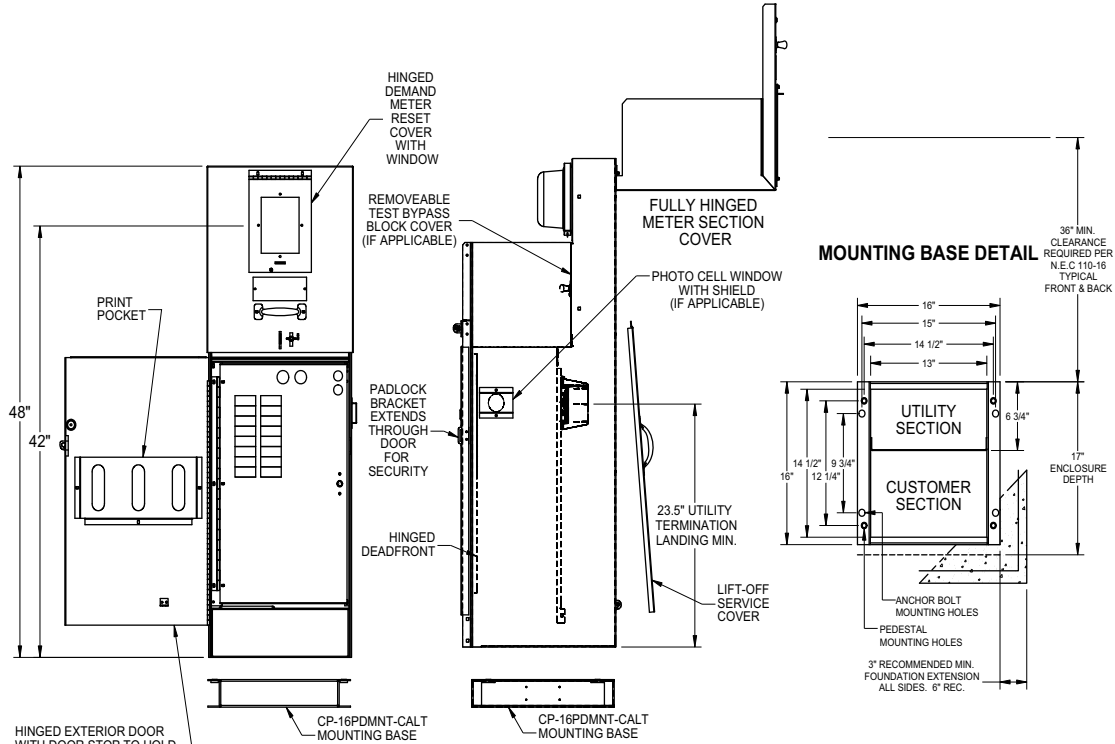 HINGED
DEMAND
METER
RESET
COVER
WITH
WINDOW
REMOVEABLE
TEST BYPASS
BLOCK COVER
(IF APPLICABLE)
FULLY HINGED
METER SECTION
COVER
PHOTO CELL WINDOW
WITH SHIELD
(IF APPLICABLE)
PRINT
POCKET
48"
42"
PADLOCK
BRACKET
EXTENDS
THROUGH
DOOR
FOR
SECURITY
HINGED
DEADFRONT
23.5" UTILITY
TERMINATION
LANDING MIN.
LIFT-OFF
SERVICE
COVER
CP-16PDMNT-CALT
MOUNTING BASE
CP-16PDMNT-CALT
MOUNTING BASE
HINGED EXTERIOR DOOR
WITH DOOR STOP TO HOLD
MOUNTING BASE DETAIL
36" MIN.
CLEARANCE
REQUIRED PER
N.E.C 110-16
TYPICAL
FRONT & BACK
16"
15"
14 1/2"
13"
UTILITY
SECTION
6 3/4"
16"
14 1/2"
12 1/4"
9 3/4"
CUSTOMER
SECTION
17"
ENCLOSURE
DEPTH
ANCHOR BOLT
MOUNTING HOLES
PEDESTAL
MOUNTING HOLES
3" RECOMMENDED MIN.
FOUNDATION EXTENSION
ALL SIDES. 6" REC.